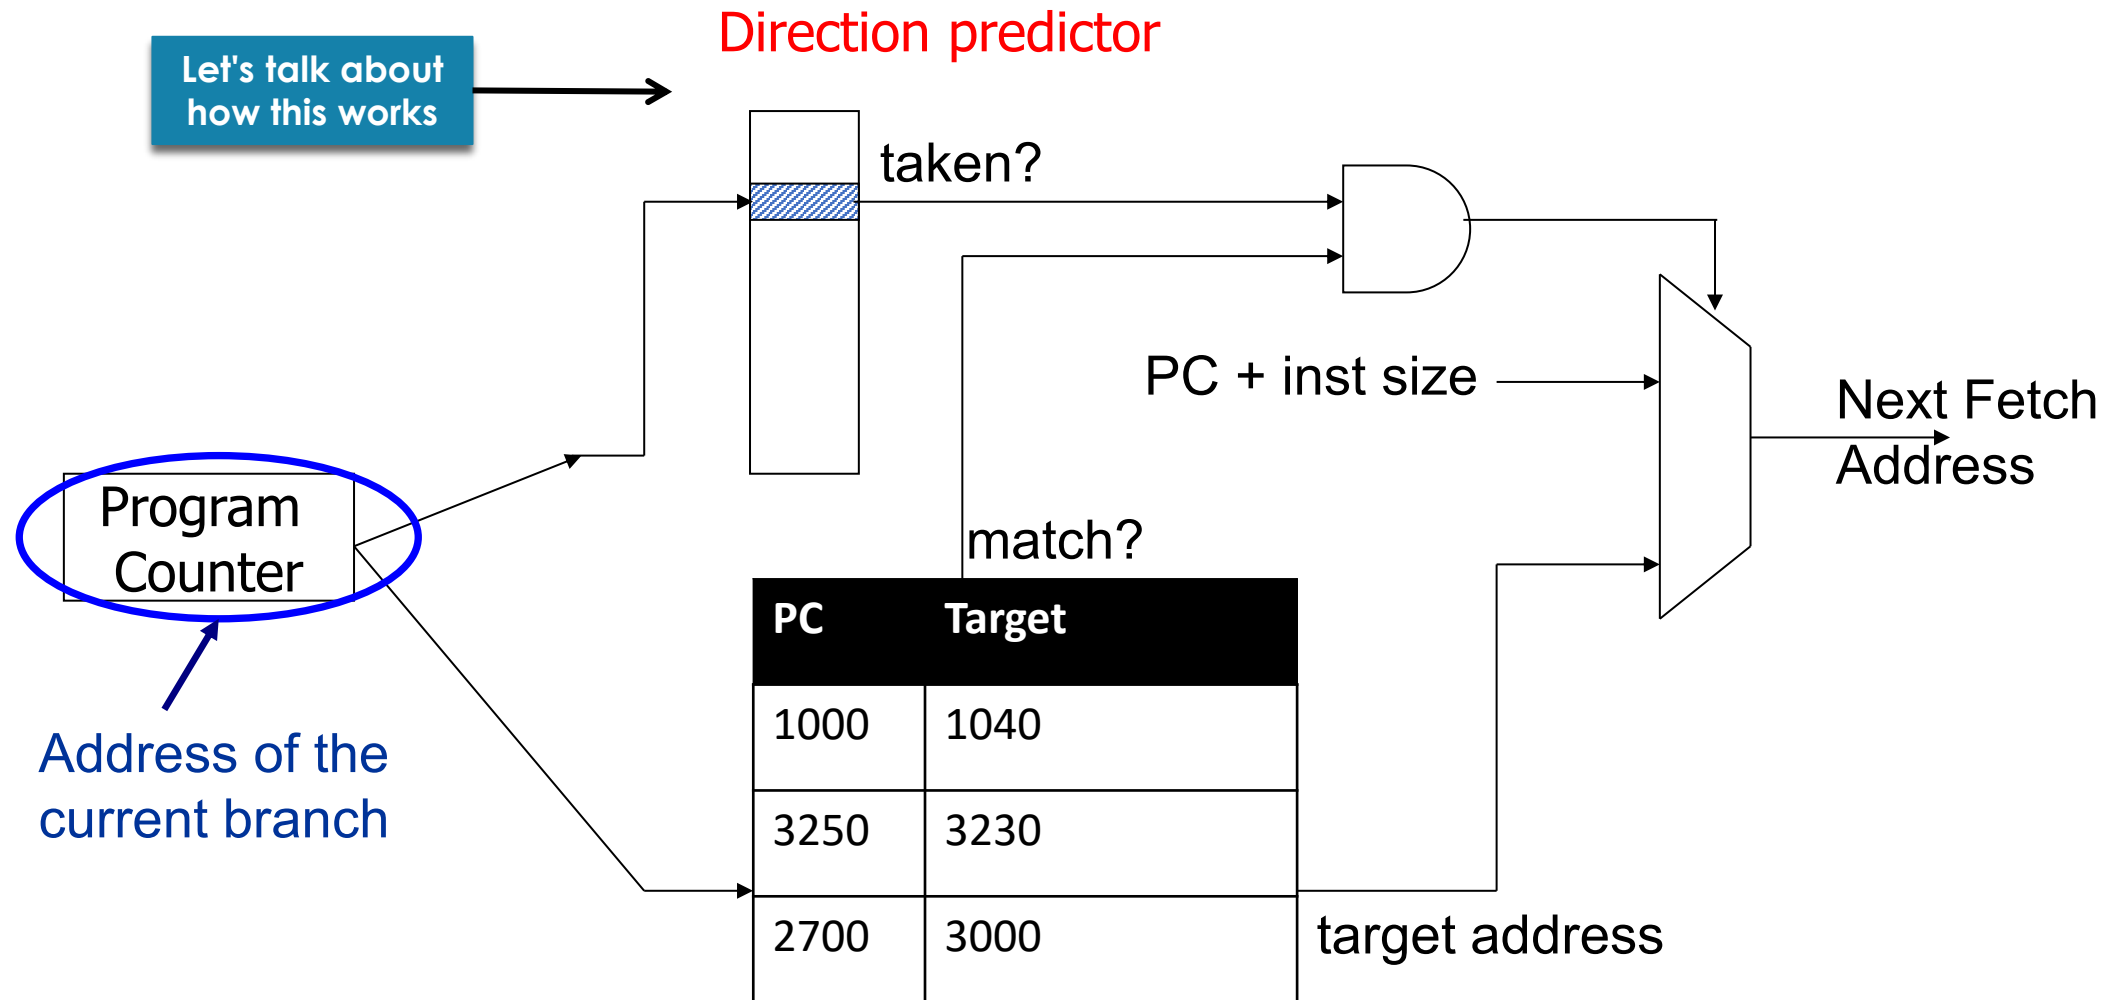 Direction predictor
Let's talk about
how this works
taken?
PC + inst size
Next Fetch
Address
Program
Counter
match?
PC Target
1000 1040
3250 3230
2700 3000
Address of the
current branch
target address